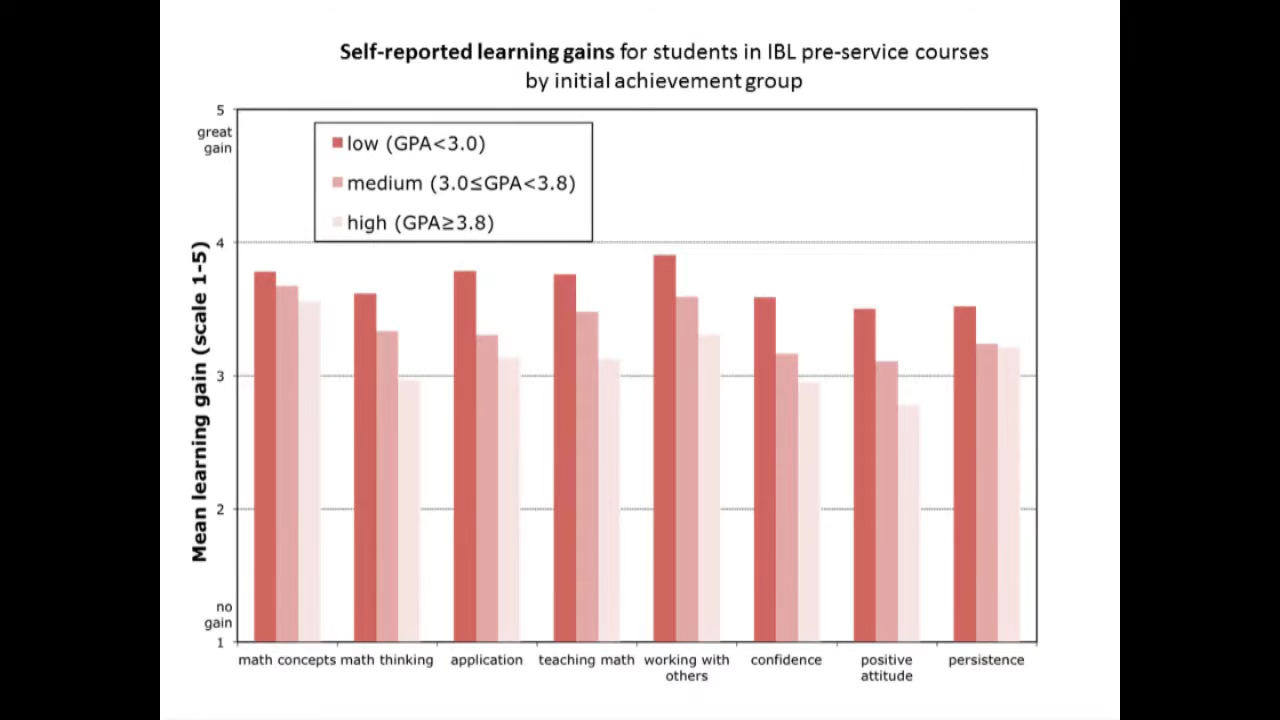 Self-reported learning gains for students in IBL pre-service courses
by initial achievement group
5
great
gain
low (GPA<3.0)
medium (3.0≤GPA<3.8)
high (GPA≥3.8)
4
Mean learning gain (scale 1-5)
3
2
no
gain
1
math concepts math thinking application teaching math working with confidence positive persistence
others attitude